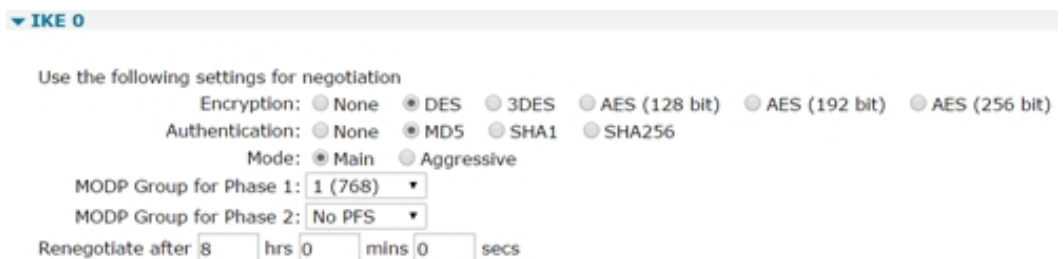 IKE 0
Use the following settings for negotiation
Encryption: None DES 3DES AES (128 bit) AES (192 bit) AES (256 bit)
Authentication: None MD5 SHA1 SHA256
Mode: Main Aggressive
MODP Group for Phase 1: 1 (768)
MODP Group for Phase 2: No PFS
Renegotiate after 8 hrs 0 mins 0 secs